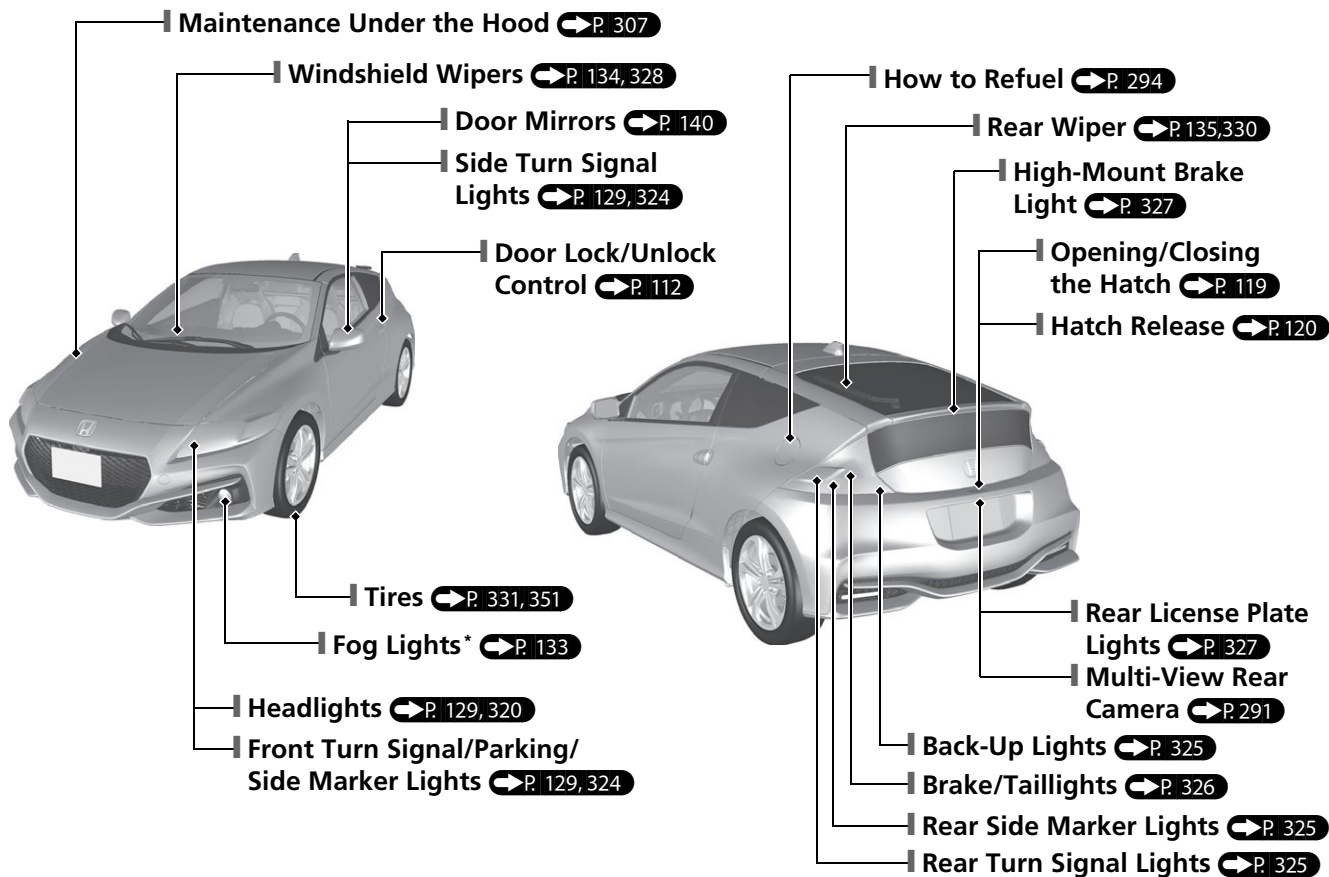 Maintenance Under the Hood P. 307
Windshield Wipers P. 134, 328
Door Mirrors P. 140
Side Turn Signal
Lights P. 129, 324
Door Lock/Unlock
Control P. 112
Tires P. 331, 351
Fog Lights* P. 133
Headlights P. 129, 320
Front Turn Signal/Parking/
Side Marker Lights P. 129, 324
How to Refuel P. 294
Rear Wiper P. 135,330
High-Mount Brake
Light P. 327
Opening/Closing
the Hatch P. 119
Hatch Release P. 120
Rear License Plate
Lights P. 327
Multi-View Rear
Camera P. 291
Back-Up Lights P. 325
Brake/Taillights P. 326
Rear Side Marker Lights P. 325
Rear Turn Signal Lights P. 325